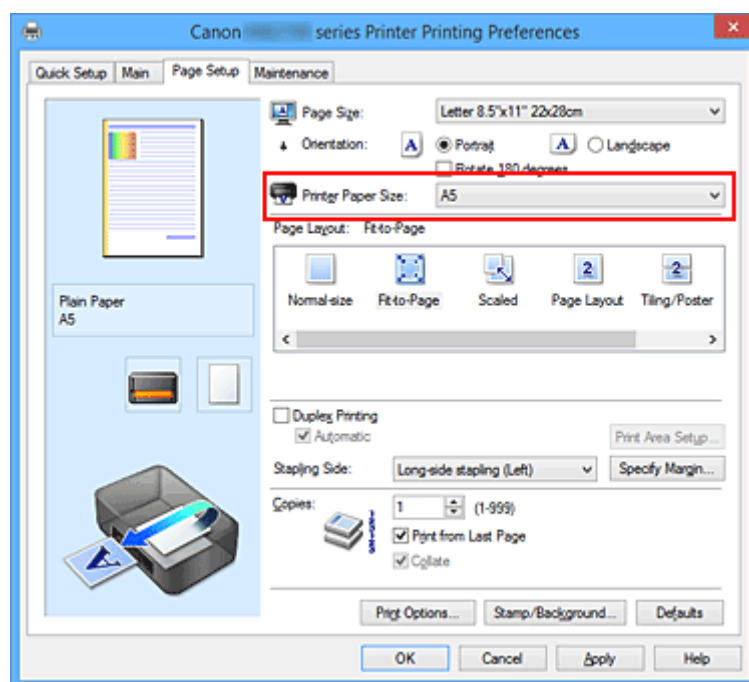 Canon series Printer Printing Preferences
Quick Setup Main Page Setup Maintenance
Page Size: Letter 8.5"x11" 22x28cm
Orientation: A Portrait A Landscape
Rotate 180 degrees
Printer Paper Size: A5
Page Layout: Fit-to-Page
2 2
Normal-size Fit-to-Page Scaled Page Layout Tiling/Poster
Plain Paper
A5
Duplex Printing
Automatic
Print Area Setup...
Stapling Side: Long-side stapling (Left) Specify Margin...
Copies: 1 (1-999)
Print from Last Page
Collate
A
Print Options... Stamp/Background... Defaults
OK Cancel Apply Help